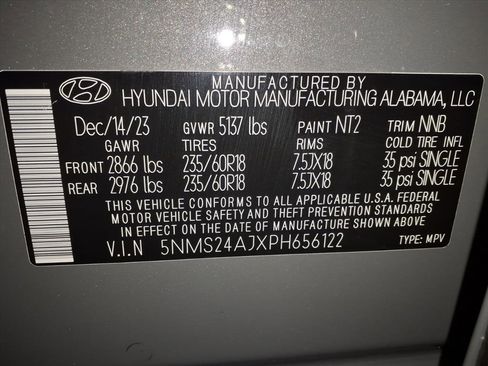 MANUFACTURED BY
HYUNDAI MOTOR MANUFACTURING ALABAMA, LLC
Dec/14/23 GVWR 5137 lbs PAINT NT2 TRIM NNB
GAWR TIRES RIMS COLD TIRE INFL
FRONT 2866 lbs 235/60R18 7.5JX18 35 psi SINGLE
REAR 2976 lbs 235/60R18 7.5JX18 35 psi SINGLE
THIS VEHICLE CONFORMS TO ALL APPLICABLE U.S.A. FEDERAL
MOTOR VEHICLE SAFETY AND THEFT PREVENTION STANDARDS
IN EFFECT ON THE DATE OF MANUFACTURE SHOWN ABOVE.
V.I.N 5NMS24AJXPH656122 TYPE: MPV